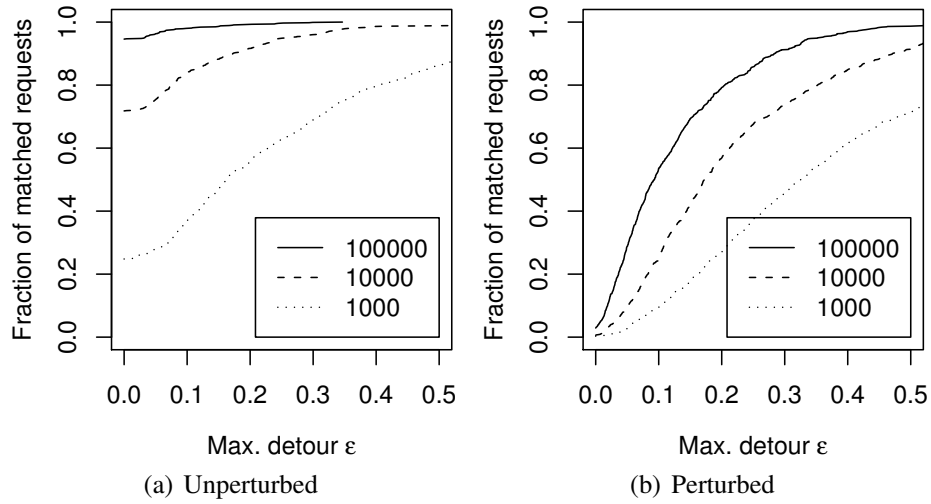 Fraction of matched requests
1.0
0.8
0.6
0.4
0.2
0.0
100000
10000
1000
0.0 0.1 0.2 0.3 0.4 0.5
Max. detour ε
(a) Unperturbed
Fraction of matched requests
1.0
0.8
0.6
0.4
0.2
0.0
100000
10000
1000
0.0 0.1 0.2 0.3 0.4 0.5
Max. detour ε
(b) Perturbed